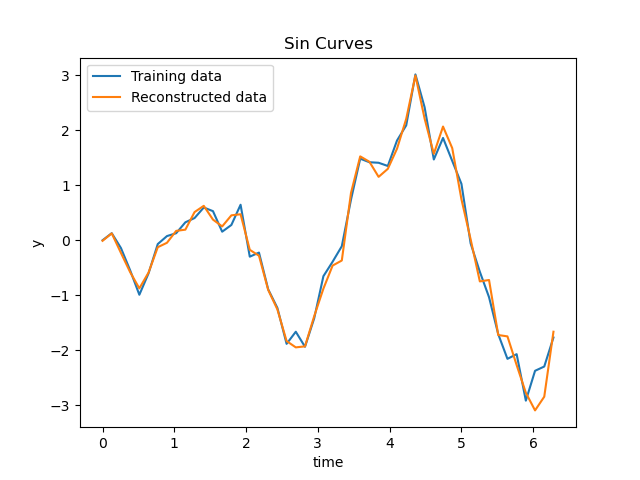 Sin Curves
Training data
Reconstructed data
3
2
1
0
−1
−2
−3
y
0 1 2 3 4 5 6
time